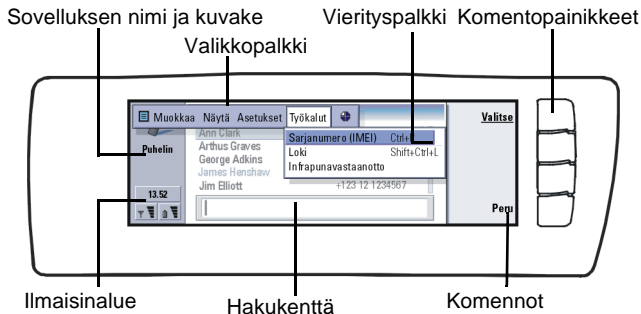 Sovelluksen nimi ja kuvake
Vierityspalkki
Komentopainikkeet
Valikkopalkki
Muokkaa Näytä Asetukset Työkalut
Valitse
Ann Clark
Sarjanumero (IMEI) Ctrl+I
Puhelin
Arthus Graves
Loki Shift+Ctrl+L
George Adkins
Infrapunavastaanotto
James Henshaw
Jim Elliott +123 12 1234567
13.52
Peru
Ilmaisinalue
Hakukenttä
Komennot